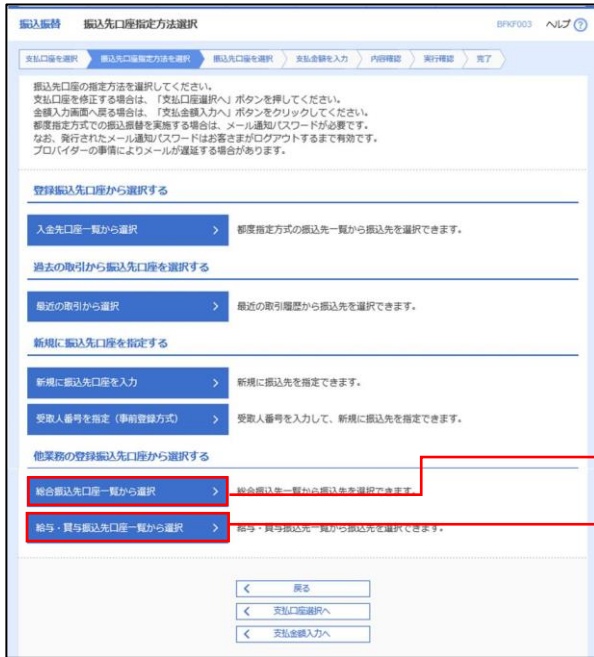 振込振替 振込先口座指定方法選択 BFKF003 ヘルプ ?
支払口座を選択 振込先口座指定方法を選択 振込先口座を選択 支払金額を入力 内容確認 実行確認 完了
振込先口座の指定方法を選択してください。
支払口座を修正する場合は、「支払口座選択へ」ボタンを押してください。
金額入力画面へ戻る場合は、「支払金額入力へ」ボタンをクリックしてください。
都度指定方式での振込振替を実施する場合は、メール通知パスワードが必要です。
なお、発行されたメール通知パスワードはお客さまがログアウトするまで有効です。
プロバイダーの事情によりメールが遅延する場合があります。
登録振込先口座から選択する
入金先口座一覧から選択 都度指定方式の振込先一覧から振込先を選択できます。
過去の取引から振込先口座を選択する
最近の取引から選択 最近の取引履歴から振込先を選択できます。
新規に振込先口座を指定する
新規に振込先口座を入力 新規に振込先を指定できます。
受取人番号を指定（事前登録方式） 受取人番号を入力して、新規に振込先を指定できます。
他業務の登録振込先口座から選択する
総合振込先口座一覧から選択 総合振込先一覧から振込先を選択できます。
給与・賞与振込先口座一覧から選択 給与・賞与振込先一覧から振込先を選択できます。
戻る
支払口座選択へ
支払金額入力へ